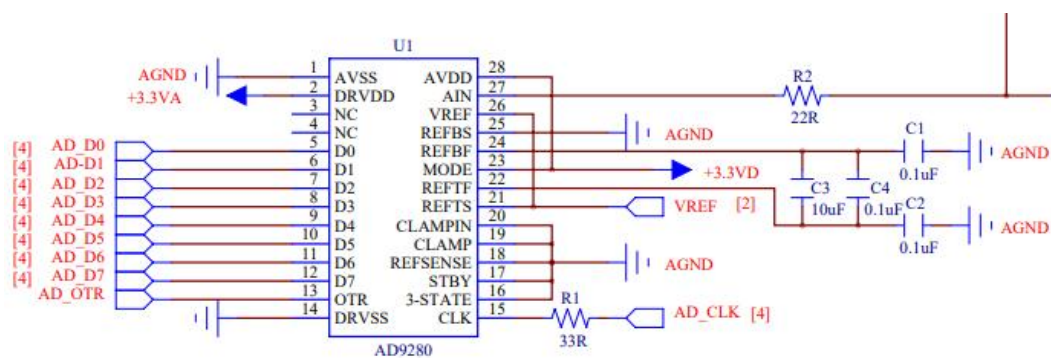 U1
AGND 1 AVSS AVDD 28
+3.3VA 2 DRVDD AIN 27 R2 22R
3 NC VREF 26
4 NC REFBS 25 AGND
[4] AD_D0 5 D0 REFBF 24 C1 0.1uF AGND
[4] AD-D1 6 D1 MODE 23 +3.3VD
[4] AD_D2 7 D2 REFTF 22 C3 10uF C4 0.1uF
[4] AD_D3 8 D3 REFTS 21 VREF [2]
[4] AD_D4 9 D4 CLAMPIN 20 C2 0.1uF AGND
[4] AD_D5 10 D5 CLAMP 19
[4] AD_D6 11 D6 REFSENSE 18 AGND
[4] AD_D7 12 D7 STBY 17
AD_OTR 13 OTR 3-STATE 16
14 DRVSS CLK 15 R1 33R AD_CLK [4]
AD9280